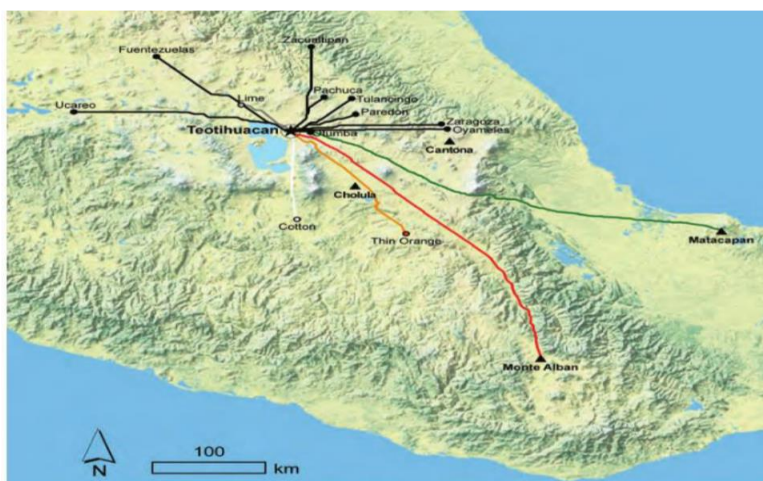 Zacualtipan
Fuentezuelas
Pachuca
Lime
Tulancingo
Ucareo
Paredon
Zaragoza
Teotihuacan
Otumba
Oyameles
Cantona
Cholula
Cotton
Thin Orange
Matacapan
Monte Alban
100
N
km